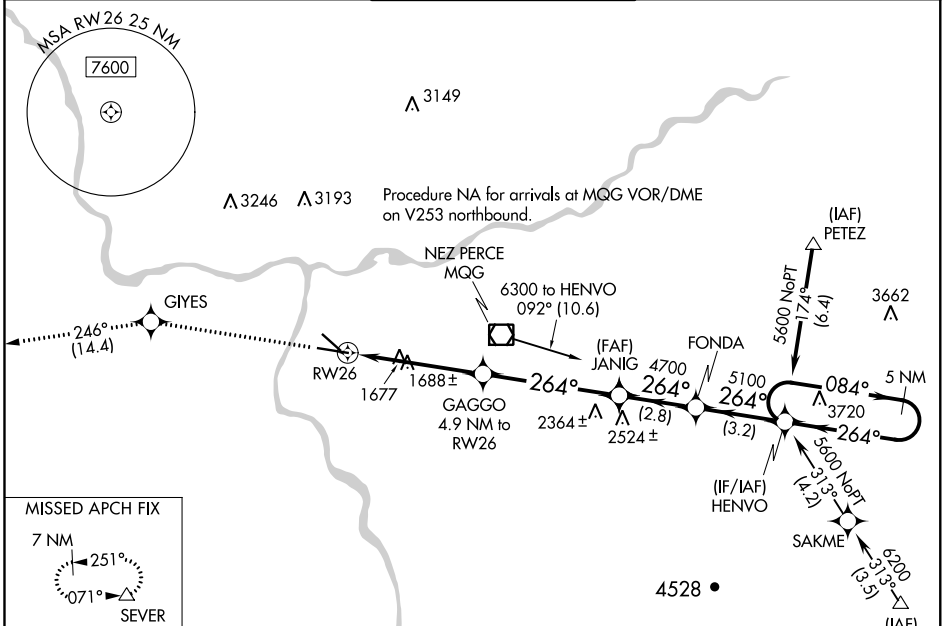 MSA RW26 25 NM
7600
3149
3246
3193
Procedure NA for arrivals at MQG VOR/DME
on V253 northbound.
(IAF)
PETEZ
NEZ PERCE
MQG
6300 to HENVO
092° (10.6)
5600 NoPT
174°
(6.4)
3662
GIYES
246°
(14.4)
(FAF)
JANIG
4700
FONDA
5100
084°
5 NM
RW26
1677
1688 ±
264°
264°
264°
3720
264°
GAGGO
4.9 NM to
RW26
2364 ±
2524 ±
(2.8)
(3.2)
(IF/IAF)
HENVO
5600 NoPT
313°
(4.2)
SAKME
6200
313°
(3.5)
(IAF)
4528
MISSED APCH FIX
7 NM
251°
071°
SEVER